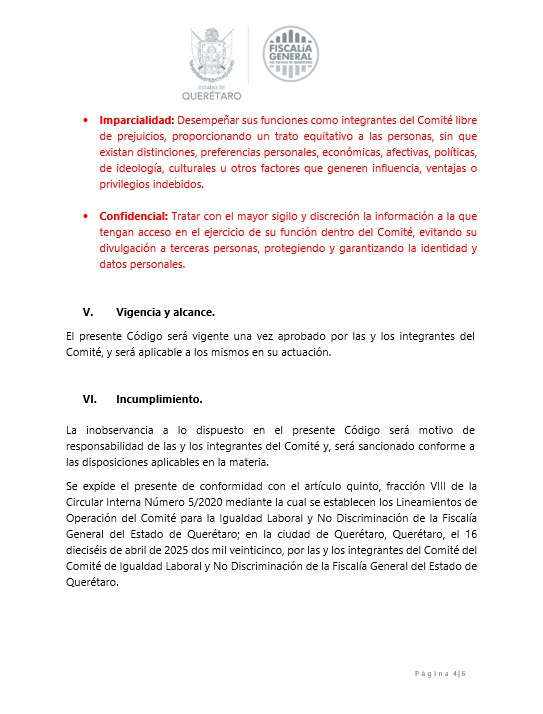 ESTADO DE
QUERÉTARO
FISCALÍA
GENERAL
DEL ESTADO DE QUERÉTARO
• Imparcialidad: Desempeñar sus funciones como integrantes del Comité libre
de prejuicios, proporcionando un trato equitativo a las personas, sin que
existan distinciones, preferencias personales, económicas, afectivas, políticas,
de ideología, culturales u otros factores que generen influencia, ventajas o
privilegios indebidos.
• Confidencial: Tratar con el mayor sigilo y discreción la información a la que
tengan acceso en el ejercicio de su función dentro del Comité, evitando su
divulgación a terceras personas, protegiendo y garantizando la identidad y
datos personales.
V. Vigencia y alcance.
El presente Código será vigente una vez aprobado por las y los integrantes del
Comité, y será aplicable a los mismos en su actuación.
VI. Incumplimiento.
La inobservancia a lo dispuesto en el presente Código será motivo de
responsabilidad de las y los integrantes del Comité y, será sancionado conforme a
las disposiciones aplicables en la materia.
Se expide el presente de conformidad con el artículo quinto, fracción VIII de la
Circular Interna Número 5/2020 mediante la cual se establecen los Lineamientos de
Operación del Comité para la Igualdad Laboral y No Discriminación de la Fiscalía
General del Estado de Querétaro; en la ciudad de Querétaro, Querétaro, el 16
dieciséis de abril de 2025 dos mil veinticinco, por las y los integrantes del Comité del
Comité de Igualdad Laboral y No Discriminación de la Fiscalía General del Estado de
Querétaro.
Página 4|6